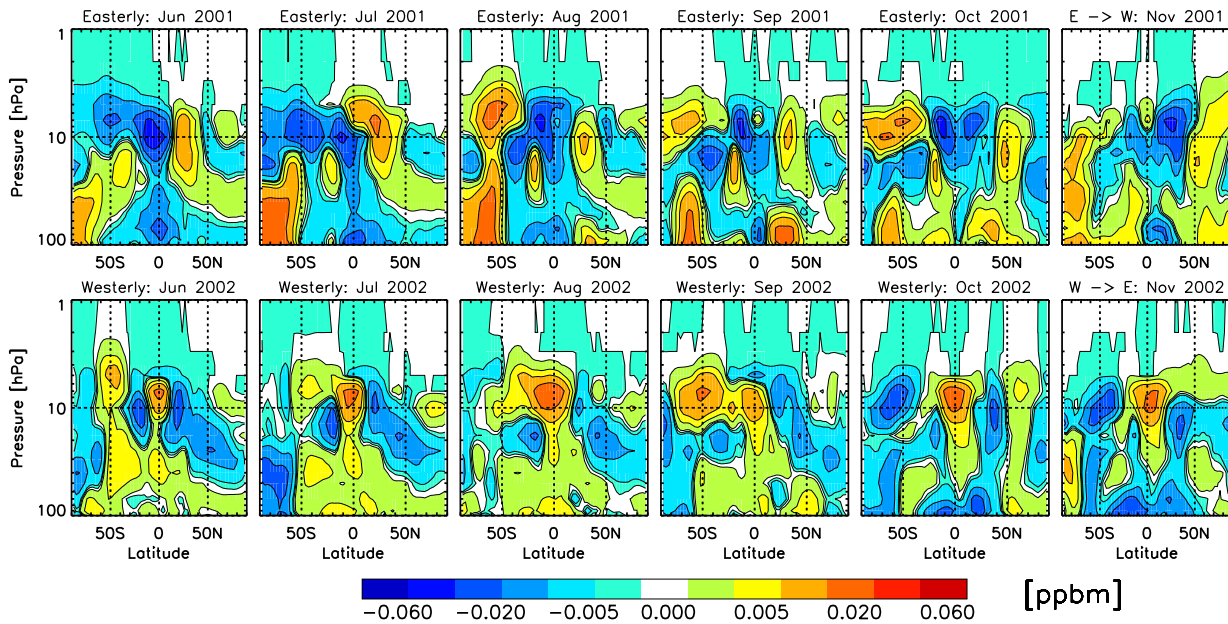 Easterly: Jun 2001
Easterly: Jul 2001
Easterly: Aug 2001
Easterly: Sep 2001
Easterly: Oct 2001
E -> W: Nov 2001
Pressure [hPa]
1
10
100
50S 0 50N
50S 0 50N
50S 0 50N
50S 0 50N
50S 0 50N
50S 0 50N
Westerly: Jun 2002
Westerly: Jul 2002
Westerly: Aug 2002
Westerly: Sep 2002
Westerly: Oct 2002
W -> E: Nov 2002
Pressure [hPa]
1
10
100
50S 0 50N
50S 0 50N
50S 0 50N
50S 0 50N
50S 0 50N
50S 0 50N
Latitude
Latitude
Latitude
Latitude
Latitude
Latitude
-0.060 -0.020 -0.005 0.000 0.005 0.020 0.060
[ppbm]